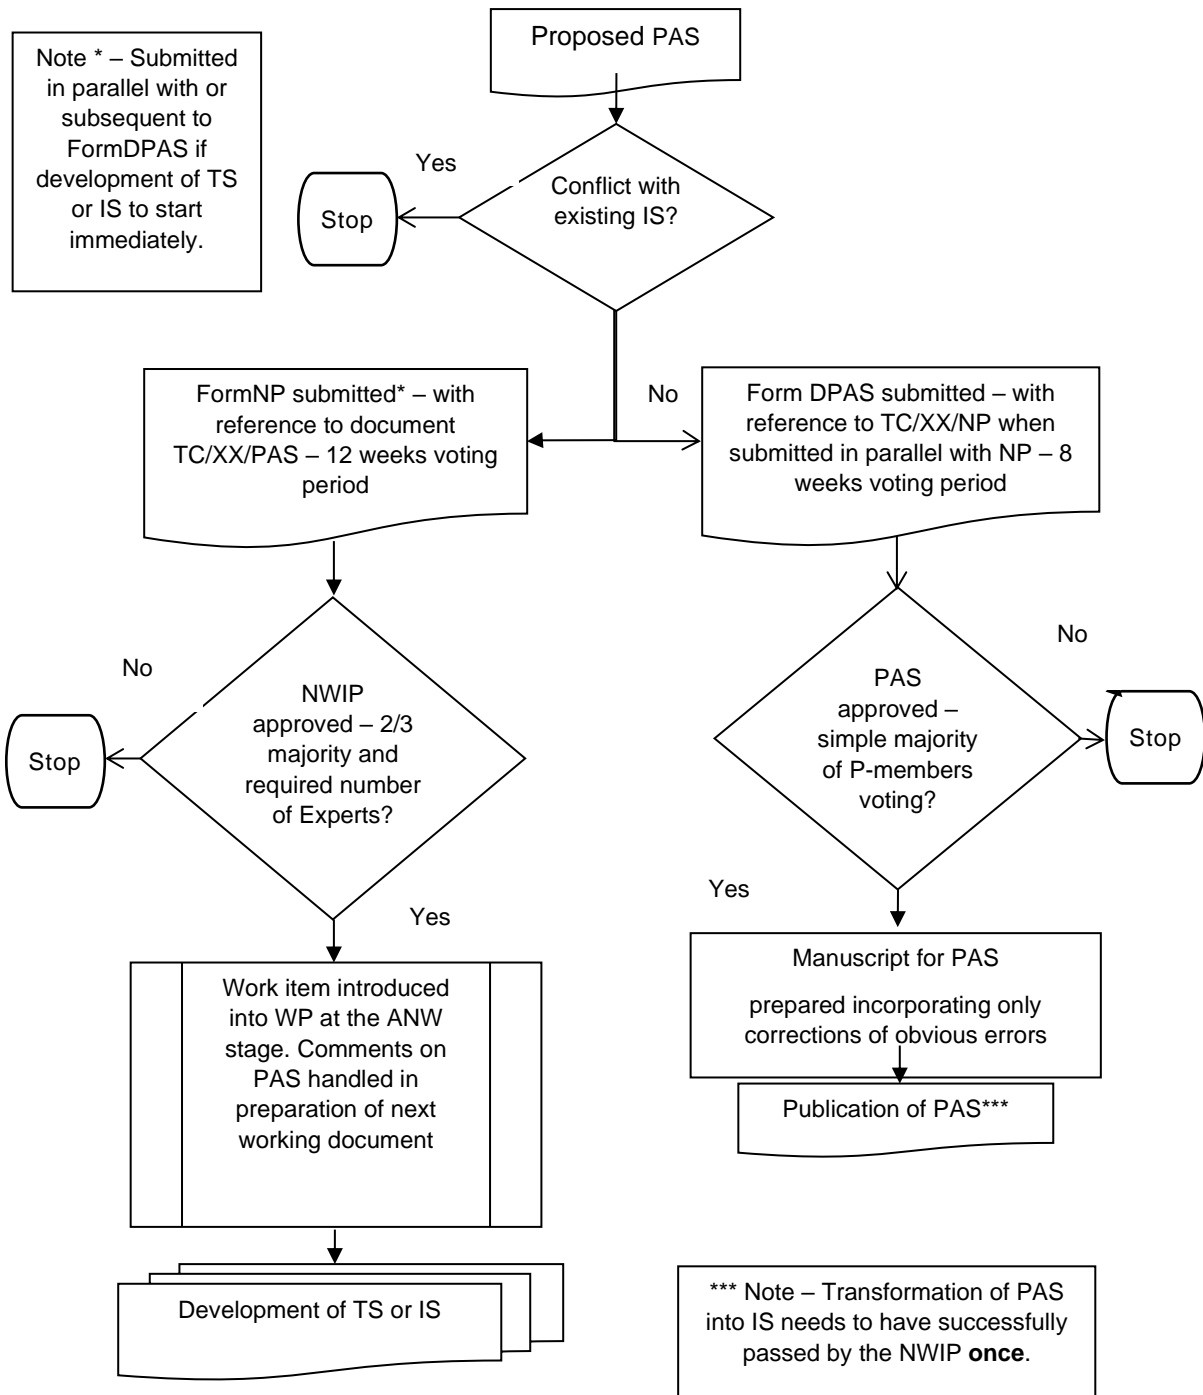 Proposed PAS
Note * – Submitted
in parallel with or
subsequent to
FormDPAS if
development of TS
or IS to start
immediately.
Yes
Stop
Conflict with
existing IS?
FormNP submitted* – with
reference to document
TC/XX/PAS – 12 weeks voting
period
No
Form DPAS submitted – with
reference to TC/XX/NP when
submitted in parallel with NP – 8
weeks voting period
No
Stop
NWIP
approved – 2/3
majority and
required number
of Experts?
Yes
PAS
approved –
simple majority
of P-members
voting?
No
Stop
Yes
Work item introduced
into WP at the ANW
stage. Comments on
PAS handled in
preparation of next
working document
Manuscript for PAS
prepared incorporating only
corrections of obvious errors
Publication of PAS***
Development of TS or IS
*** Note – Transformation of PAS
into IS needs to have successfully
passed by the NWIP once.